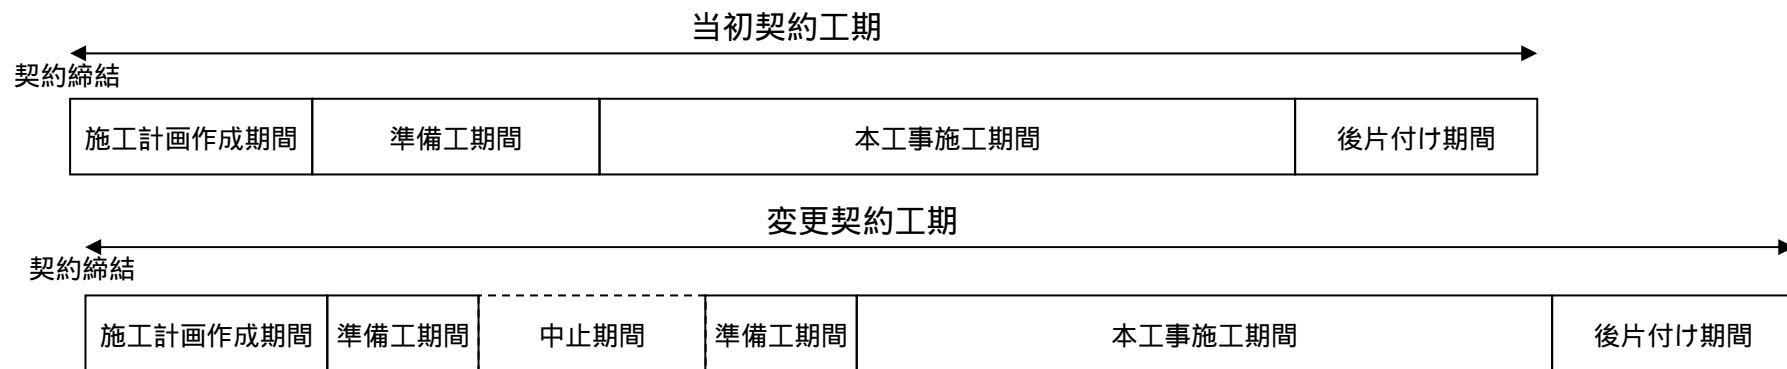 当初契約工期
契約締結
施工計画作成期間 準備工期間 本工事施工期間 後片付け期間
変更契約工期
契約締結
施工計画作成期間 準備工期間 中止期間 準備工期間 本工事施工期間 後片付け期間